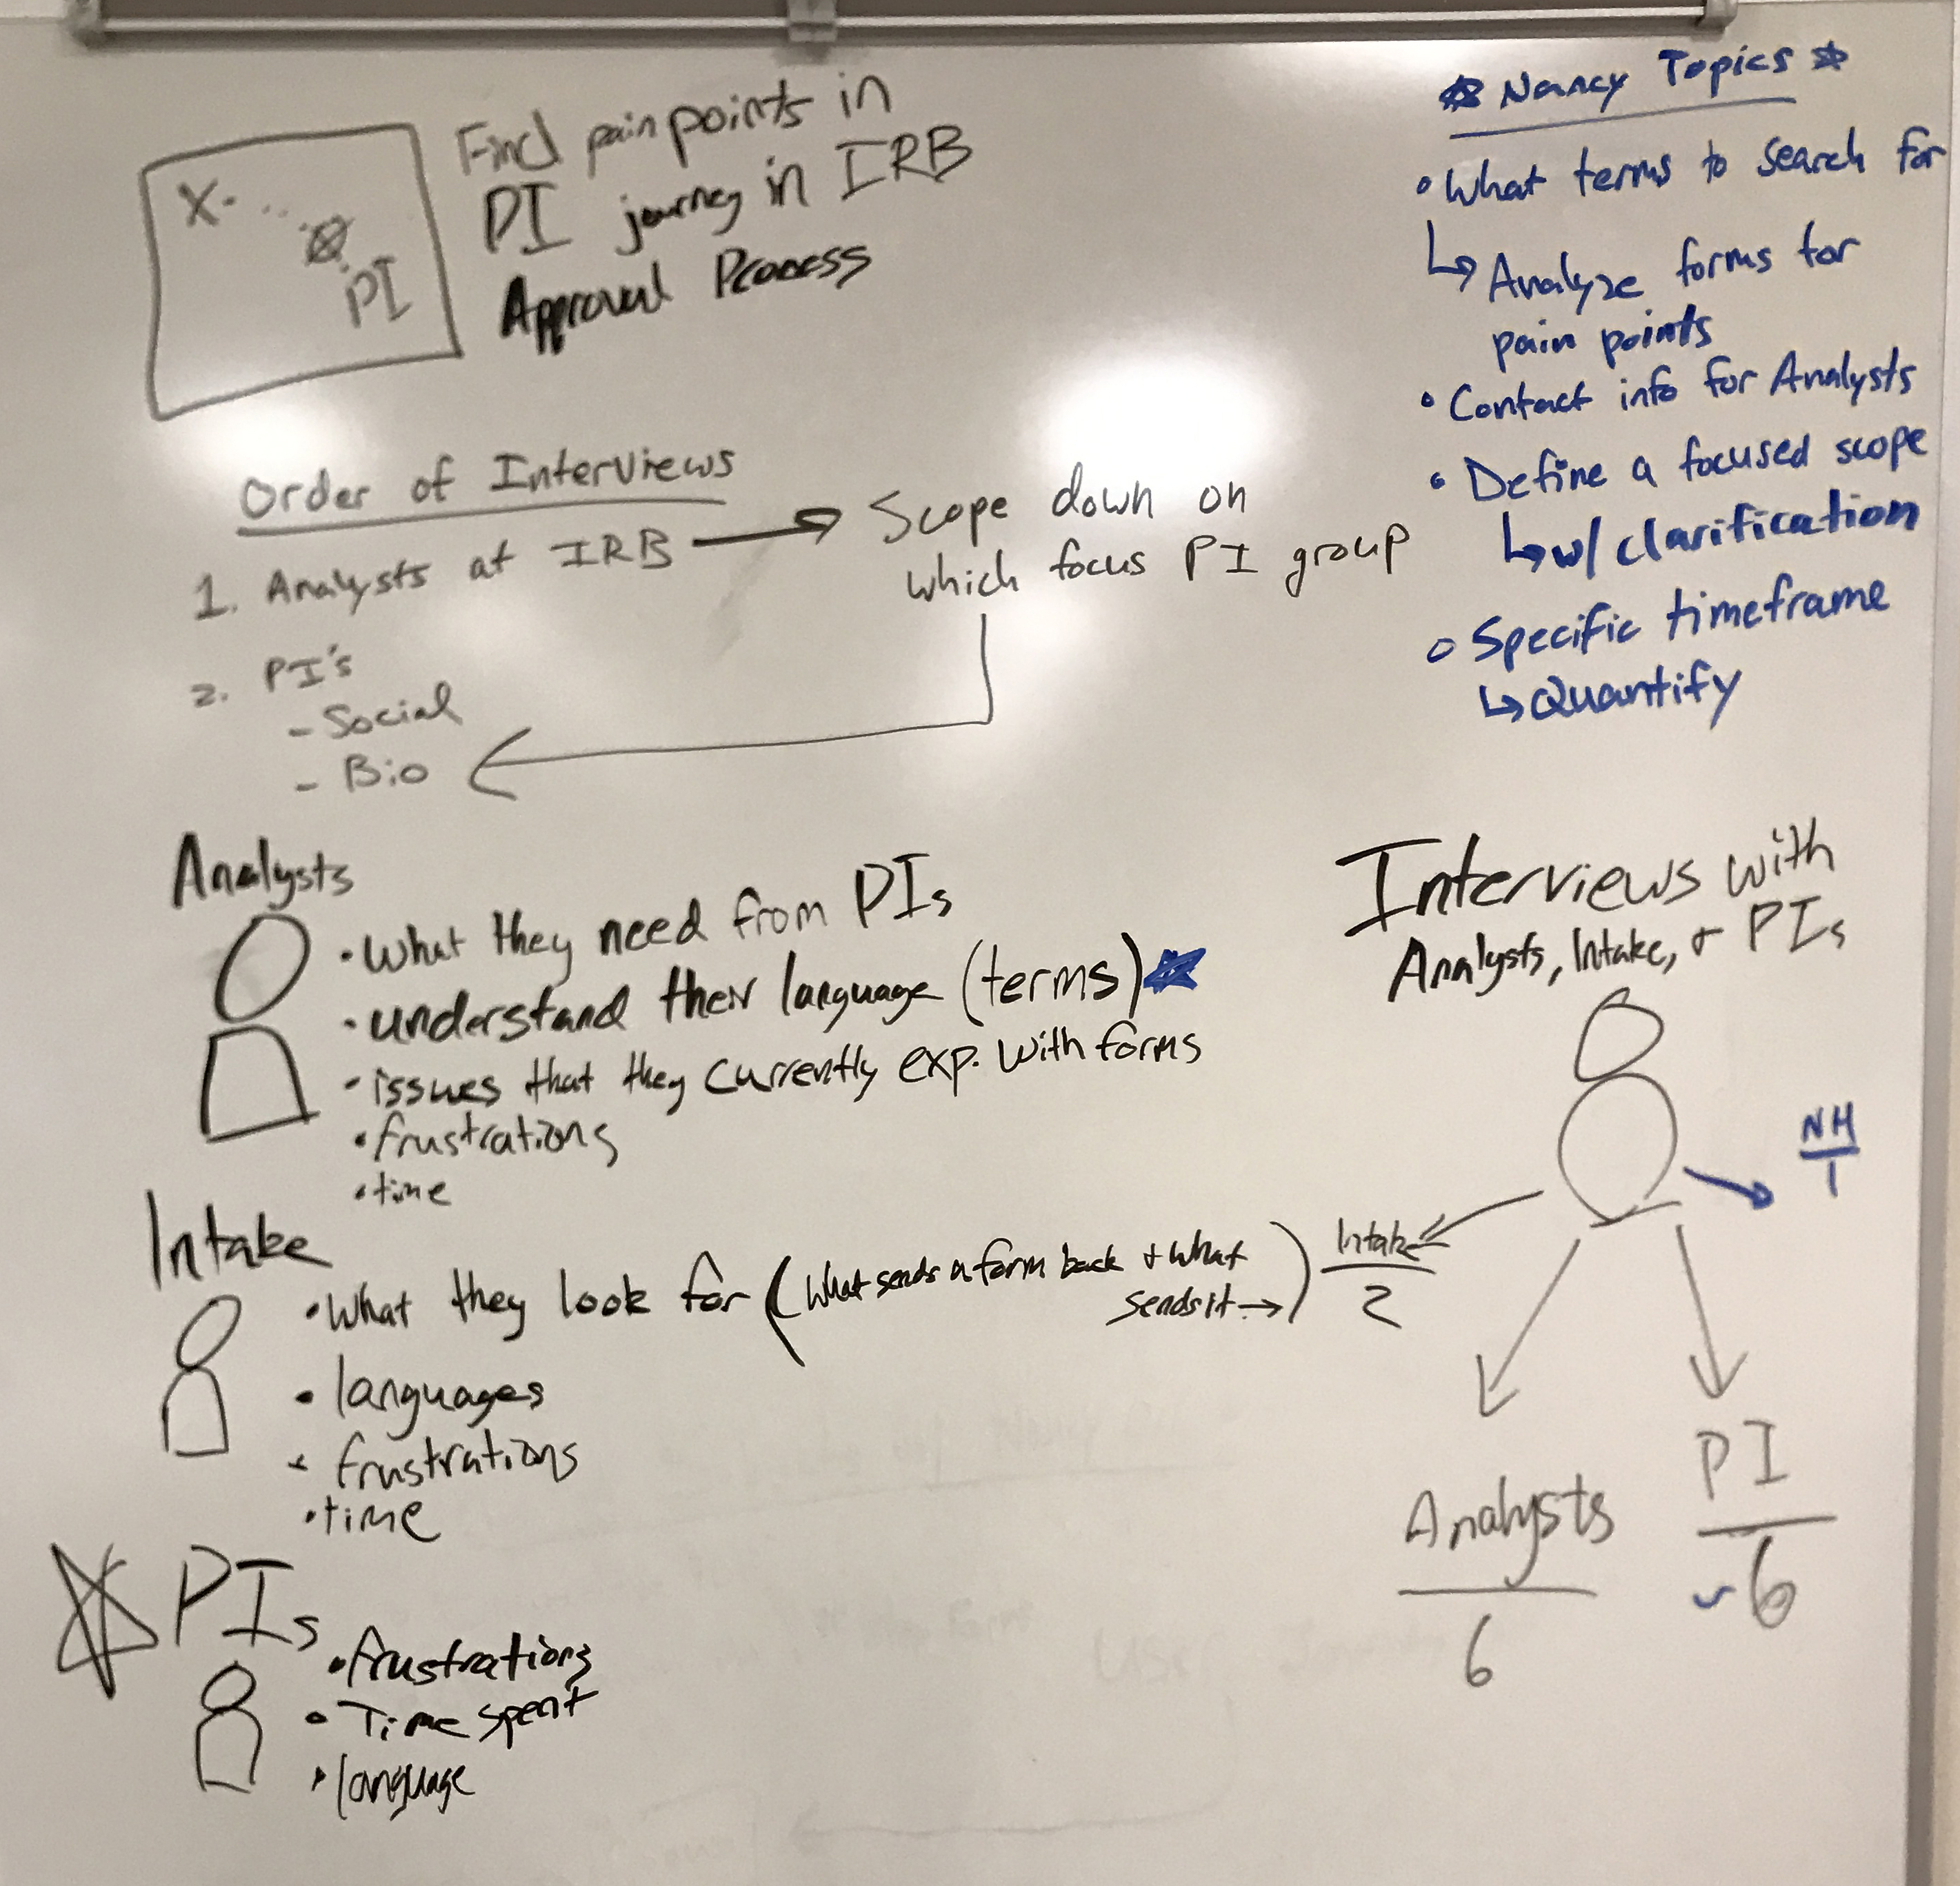 Find pain points in
PI journey in IRB
Approval Process
X
PI
Order of Interviews
1. Analysts at IRB → Scope down on
which focus PI group
2. PI's
- Social
- Bio
☆ Nancy Topics ☆
• What terms to search for
↳ Analyze forms for
pain points
• Contact info for Analysts
• Define a focused scope
↳ w/ clarification
○ Specific timeframe
↳ Quantify
Analysts
• What they need from PIs
• understand their language (terms) ★
• issues that they currently exp. with forms
• frustrations
• time
Intake
• What they look for (What sends a form back + what
sends it →)
• languages
• frustrations
• time
☆ PIs
• frustrations
• Time spent
• language
Interviews with
Analysts, Intake, + PIs
NH
1
Intake
2
Analysts
6
PI
~6